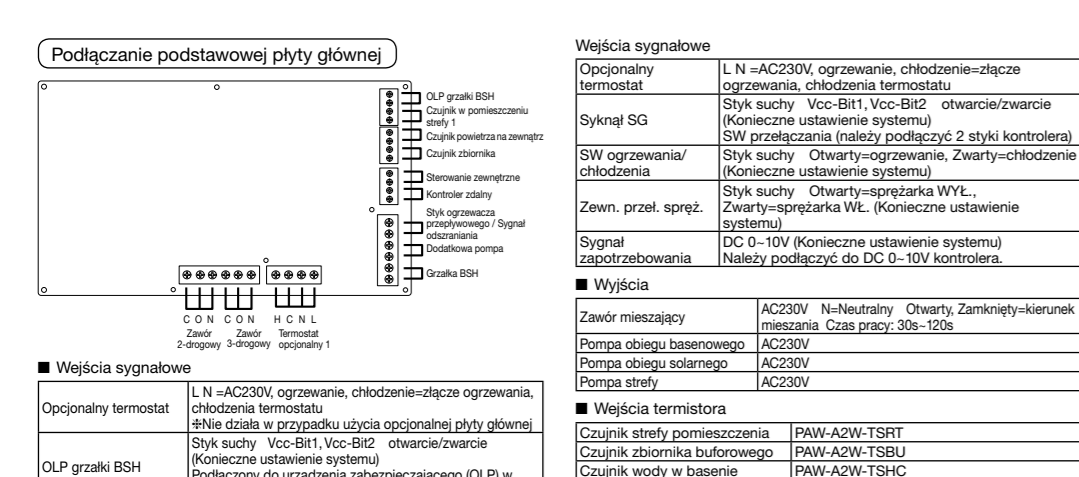 Podłączanie podstawowej płyty głównej
OLP grzałki BSH
Czujnik w pomieszczeniu
strefy 1
Czujnik powietrza na zewnątrz
Czujnik zbiornika
Sterowanie zewnętrzne
Kontroler zdalny
Styk ogrzewacza
przepływowego / Sygnał
odszraniania
Dodatkowa pompa
Grzałka BSH
C O N C O N H C N L
Zawór Zawór Termostat
2-drogowy 3-drogowy opcjonalny 1
■ Wejścia sygnałowe
Opcjonalny termostat
L N =AC230V, ogrzewanie, chłodzenie=złącze ogrzewania,
chłodzenia termostatu
❉Nie działa w przypadku użycia opcjonalnej płyty głównej
OLP grzałki BSH
Styk suchy Vcc-Bit1, Vcc-Bit2 otwarcie/zwarcie
(Konieczne ustawienie systemu)
Podłączony do urządzenia zabezpieczającego (OLP) w
Wejścia sygnałowe
Opcjonalny
termostat
L N =AC230V, ogrzewanie, chłodzenie=złącze
ogrzewania, chłodzenia termostatu
Syknął SG
Styk suchy Vcc-Bit1, Vcc-Bit2 otwarcie/zwarcie
(Konieczne ustawienie systemu)
SW przełączania (należy podłączyć 2 styki kontrolera)
SW ogrzewania/
chłodzenia
Styk suchy Otwarty=ogrzewanie, Zwarty=chłodzenie
(Konieczne ustawienie systemu)
Zewn. przeł. spręż.
Styk suchy Otwarty=sprężarka WYŁ.,
Zwarty=sprężarka WŁ. (Konieczne ustawienie
systemu)
Sygnał
zapotrzebowania
DC 0~10V (Konieczne ustawienie systemu)
Należy podłączyć do DC 0~10V kontrolera.
■ Wyjścia
Zawór mieszający
AC230V N=Neutralny Otwarty, Zamknięty=kierunek
mieszania Czas pracy: 30s~120s
Pompa obiegu basenowego AC230V
Pompa obiegu solarnego AC230V
Pompa strefy AC230V
■ Wejścia termistora
Czujnik strefy pomieszczenia PAW-A2W-TSRT
Czujnik zbiornika buforowego PAW-A2W-TSBU
Czujnik wody w basenie PAW-A2W-TSHC